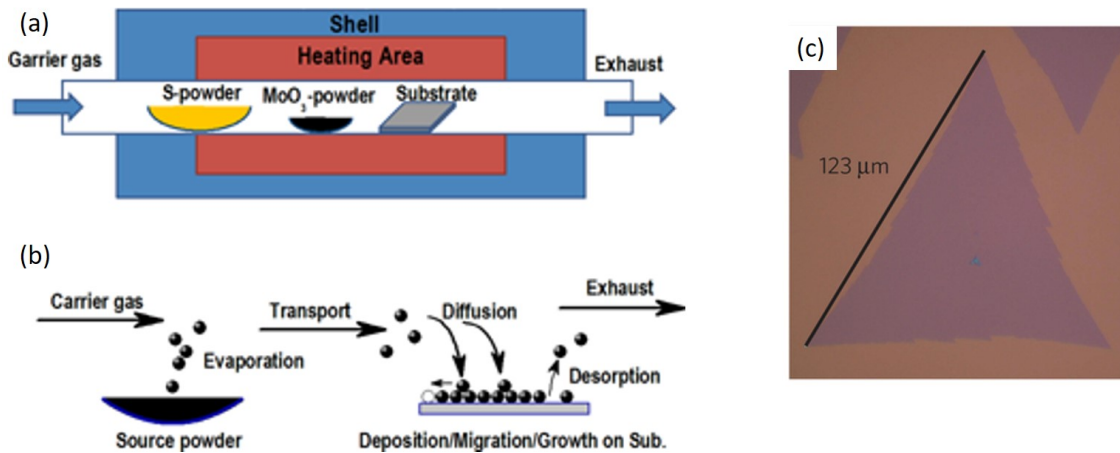 (a)
Shell
Heating Area
Garrier gas
Exhaust
S-powder
MoO₃-powder
Substrate
(b)
Carrier gas
Evaporation
Source powder
Transport
Diffusion
Exhaust
Desorption
Deposition/Migration/Growth on Sub.
(c)
123 μm